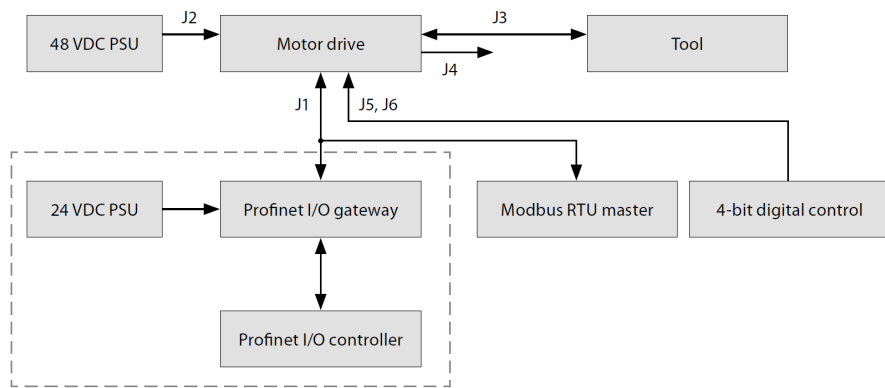 J2
J3
48 VDC PSU
Motor drive
Tool
J4
J1
J5, J6
24 VDC PSU
Profinet I/O gateway
Modbus RTU master
4-bit digital control
Profinet I/O controller